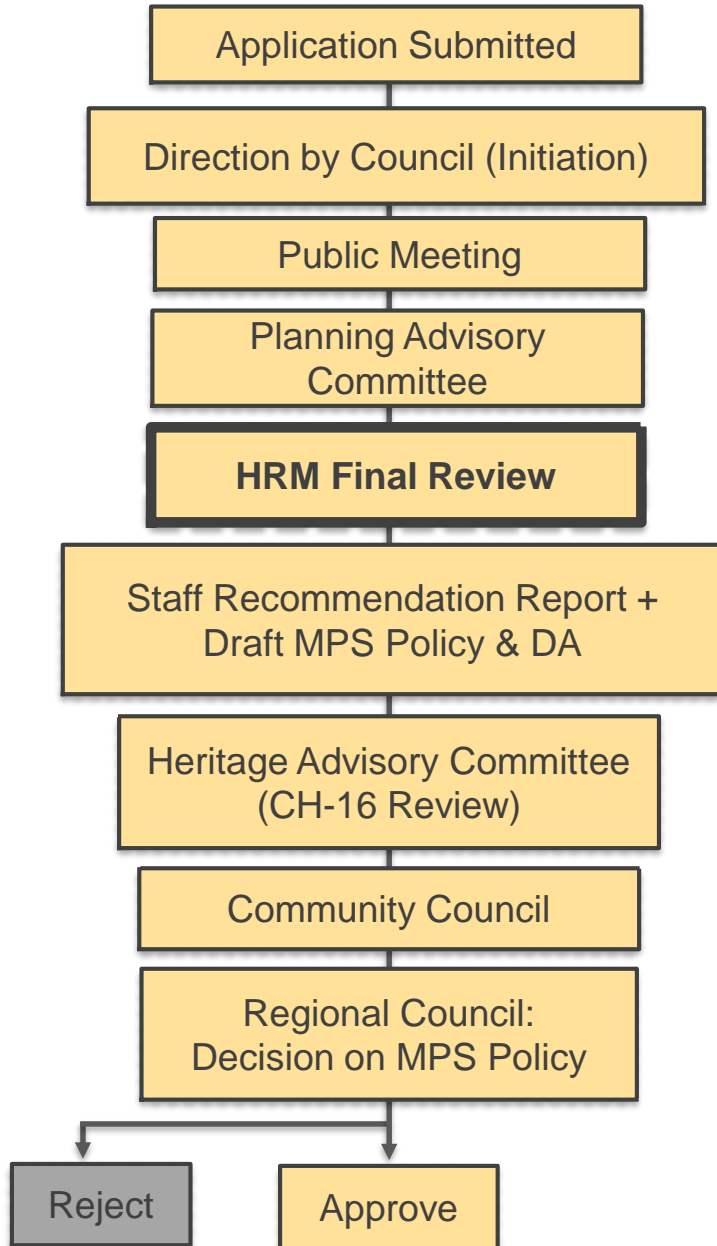 Application Submitted
Direction by Council (Initiation)
Public Meeting
Planning Advisory
Committee
HRM Final Review
Staff Recommendation Report +
Draft MPS Policy & DA
Heritage Advisory Committee
(CH-16 Review)
Community Council
Regional Council:
Decision on MPS Policy
Reject
Approve